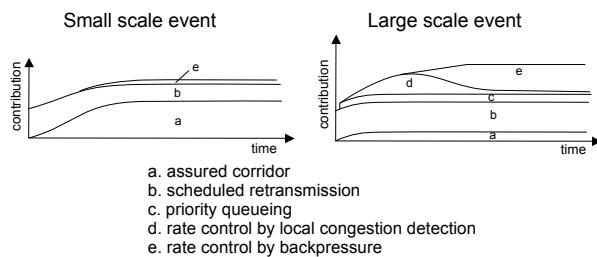 Small scale event
contribution
e
b
a
time
Large scale event
contribution
e
d
c
b
a
time
a. assured corridor
b. scheduled retransmission
c. priority queueing
d. rate control by local congestion detection
e. rate control by backpressure